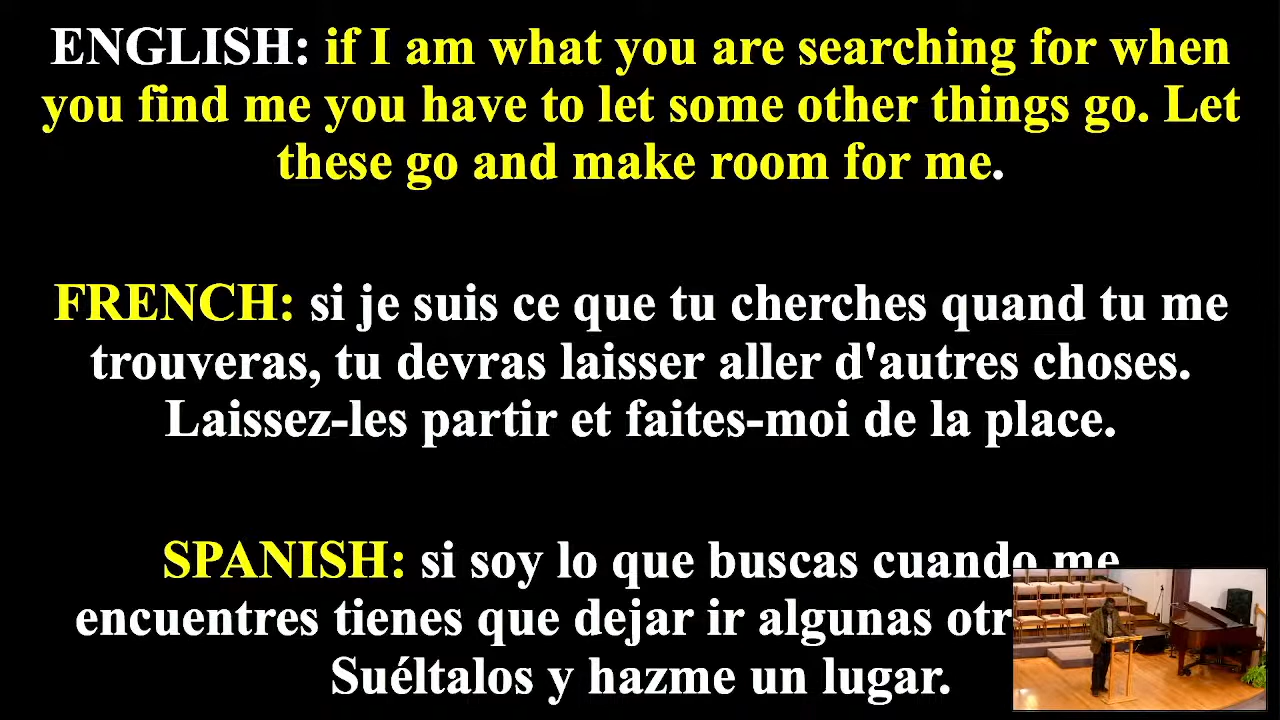 ENGLISH: if I am what you are searching for when
you find me you have to let some other things go. Let
these go and make room for me.
FRENCH: si je suis ce que tu cherches quand tu me
trouveras, tu devras laisser aller d'autres choses.
Laissez-les partir et faites-moi de la place.
SPANISH: si soy lo que buscas cuando me
encuentres tienes que dejar ir algunas
Suéltalos y hazme un lugar.